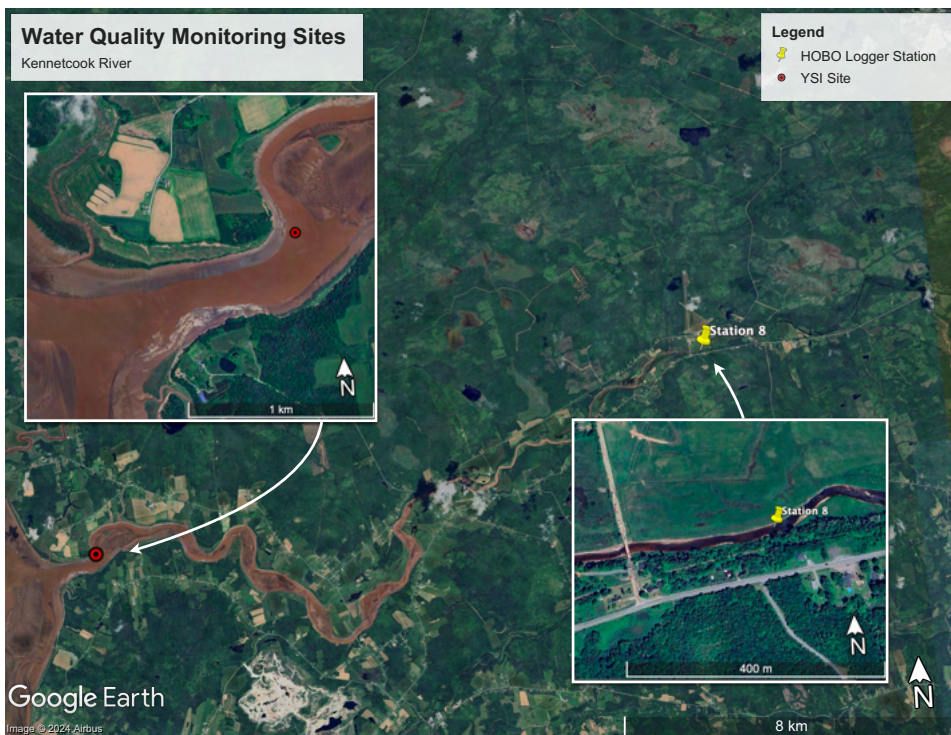 Water Quality Monitoring Sites
Kennetcook River
Legend
HOBO Logger Station
YSI Site
N
1 km
Station 8
Station 8
N
400 m
Google Earth
Image © 2024 Airbus
N
8 km